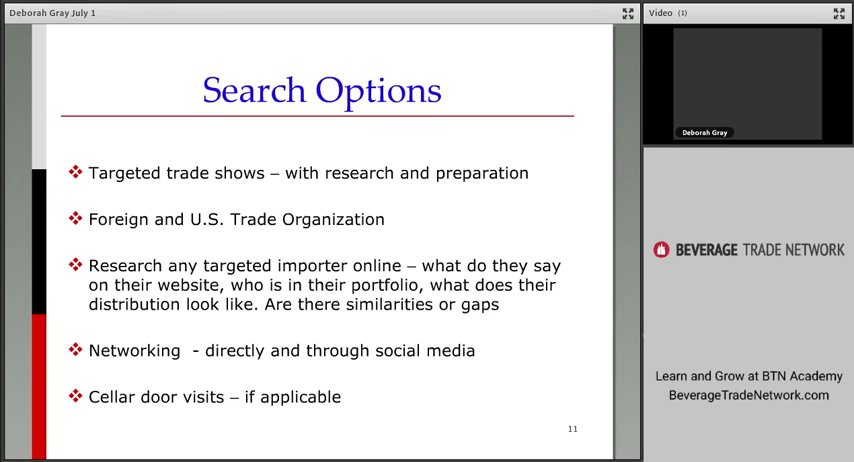 Deborah Gray July 1
Video (1)
Search Options
❖ Targeted trade shows – with research and preparation
❖ Foreign and U.S. Trade Organization
❖ Research any targeted importer online – what do they say
on their website, who is in their portfolio, what does their
distribution look like. Are there similarities or gaps
❖ Networking - directly and through social media
❖ Cellar door visits – if applicable
11
Deborah Gray
BEVERAGE TRADE NETWORK
Learn and Grow at BTN Academy
BeverageTradeNetwork.com